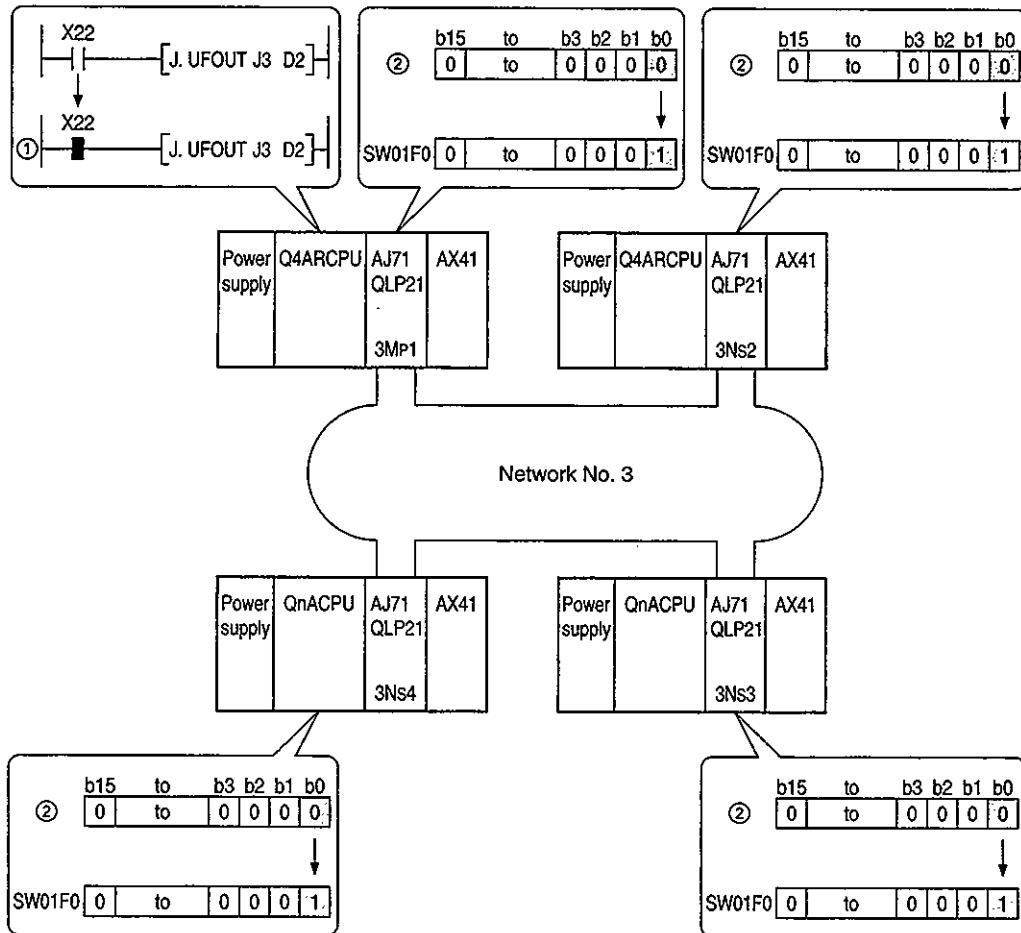 X22
J. UFOUT J3 D2
X22
① J. UFOUT J3 D2
b15 to b3 b2 b1 b0
② 0 to 0 0 0 0
SW01F0 0 to 0 0 0 1
b15 to b3 b2 b1 b0
② 0 to 0 0 0 0
SW01F0 0 to 0 0 0 1
Power supply
Q4ARCPU
AJ71
QLP21
3MP1
AX41
Power supply
Q4ARCPU
AJ71
QLP21
3NS2
AX41
Network No. 3
Power supply
QnACPU
AJ71
QLP21
3NS4
AX41
Power supply
QnACPU
AJ71
QLP21
3NS3
AX41
b15 to b3 b2 b1 b0
② 0 to 0 0 0 0
SW01F0 0 to 0 0 0 1
b15 to b3 b2 b1 b0
② 0 to 0 0 0 0
SW01F0 0 to 0 0 0 1